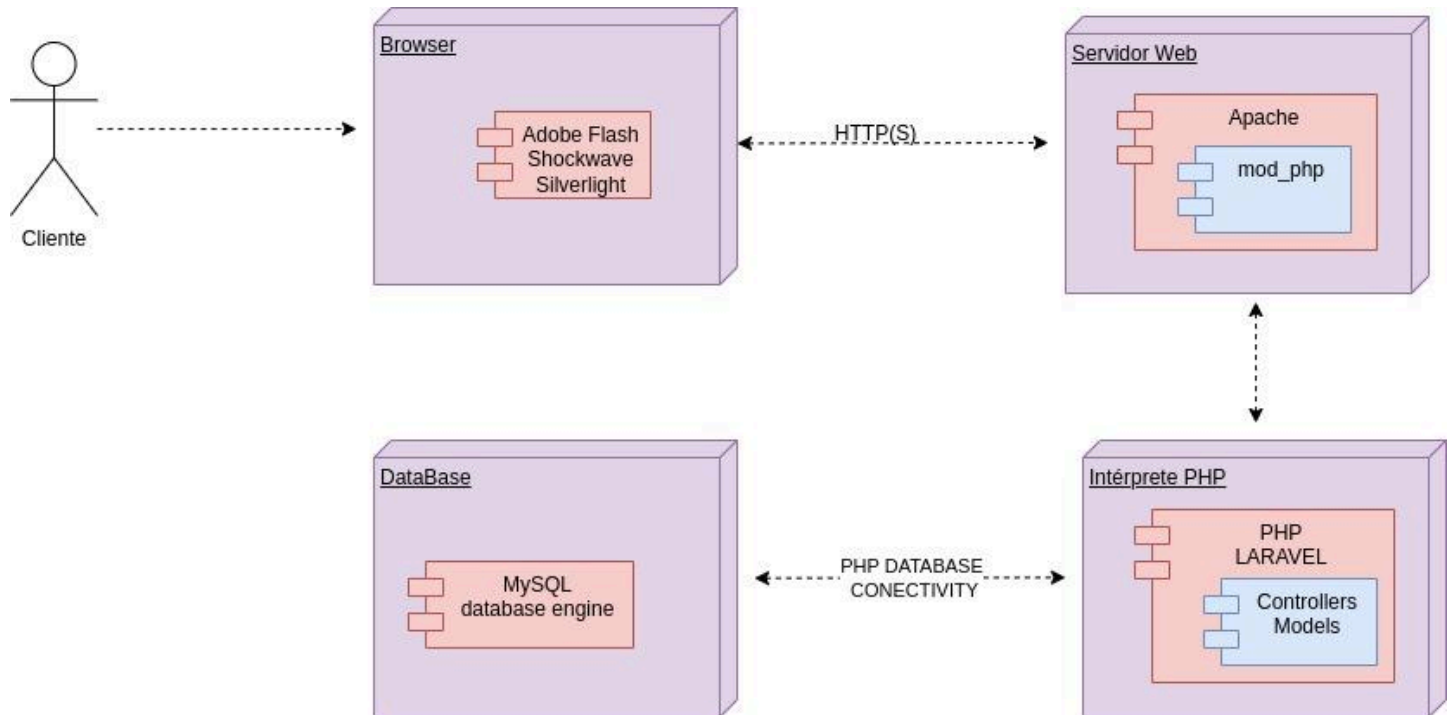 Cliente
Browser
Adobe Flash
Shockwave
Silverlight
HTTP(S)
Servidor Web
Apache
mod_php
DataBase
MySQL
database engine
PHP DATABASE
CONECTIVITY
Intérprete PHP
PHP
LARAVEL
Controllers
Models